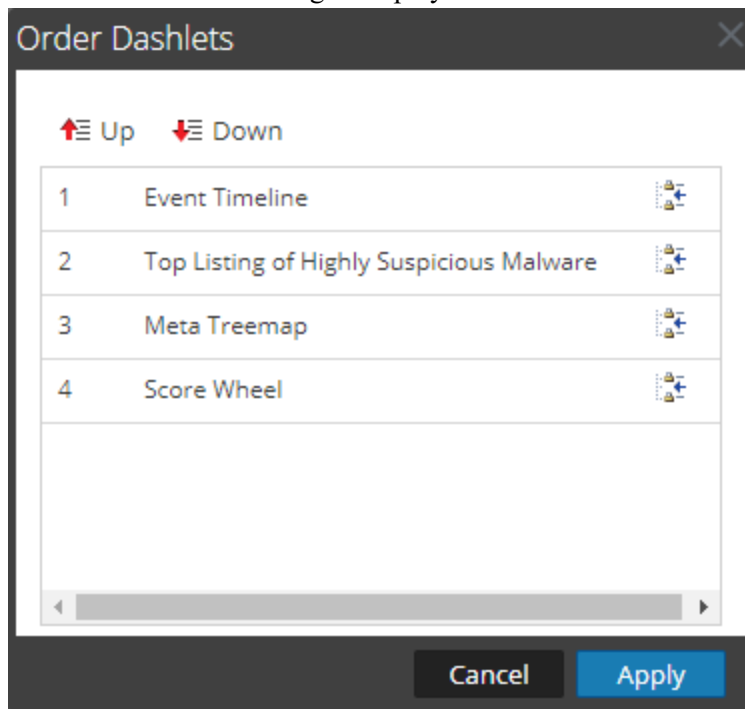 Order Dashlets
Up Down
1 Event Timeline
2 Top Listing of Highly Suspicious Malware
3 Meta Treemap
4 Score Wheel
Cancel Apply